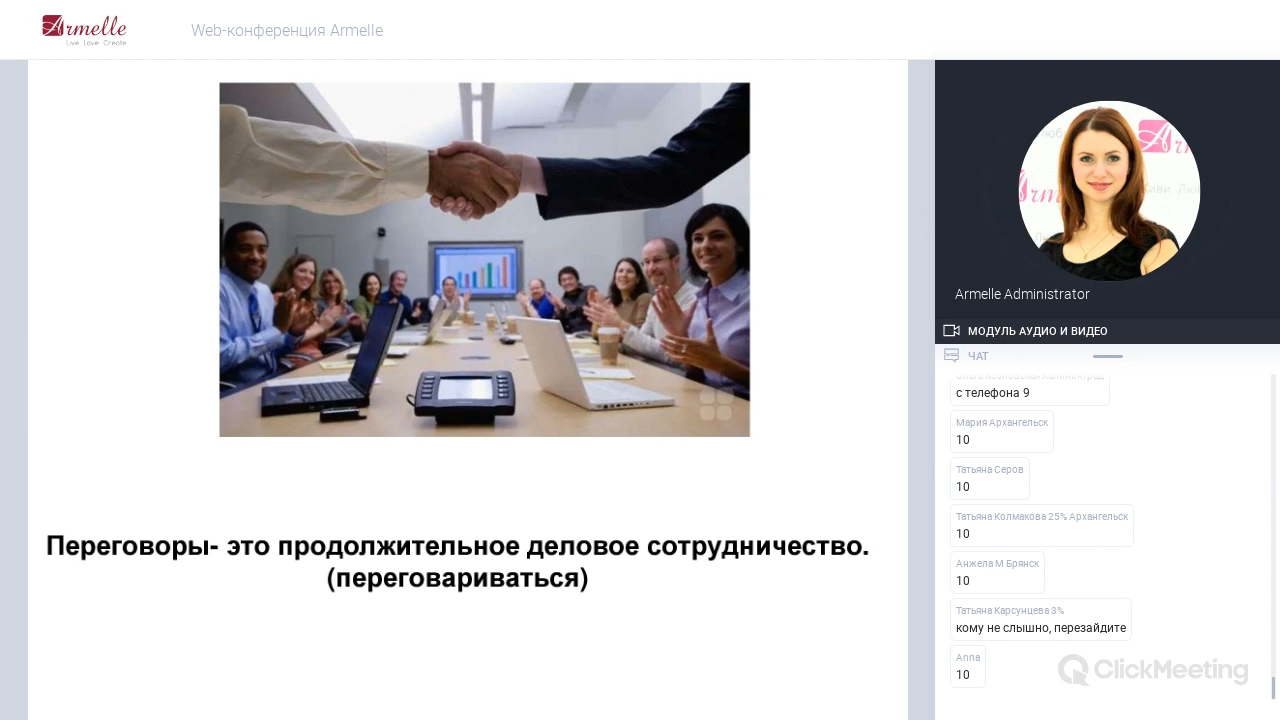 Armelle
Live Love Create
Web-конференция Armelle
Переговоры- это продолжительное деловое сотрудничество.
(переговариваться)
Armelle Administrator
МОДУЛЬ АУДИО И ВИДЕО
ЧАТ
с телефона 9
Мария Архангельск
10
Татьяна Серов
10
Татьяна Колмакова 25% Архангельск
10
Анжела М Брянск
10
Татьяна Карсунцева 3%
кому не слышно, перезайдите
Anna
10
ClickMeeting